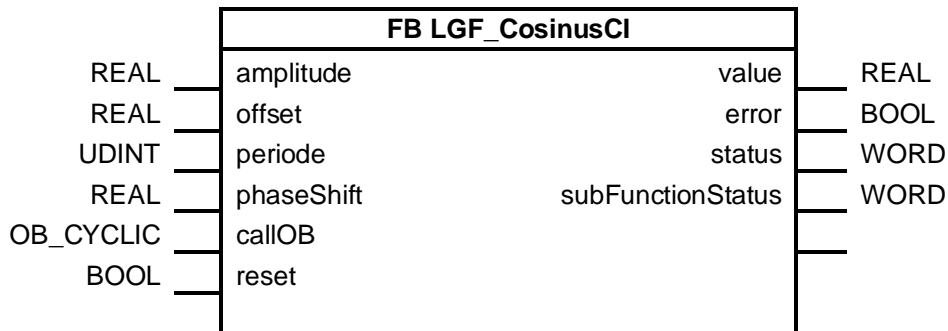 FB LGF_CosinusCI
REAL amplitude value REAL
REAL offset error BOOL
UDINT periode status WORD
REAL phaseShift subFunctionStatus WORD
OB_CYCLIC callOB
BOOL reset